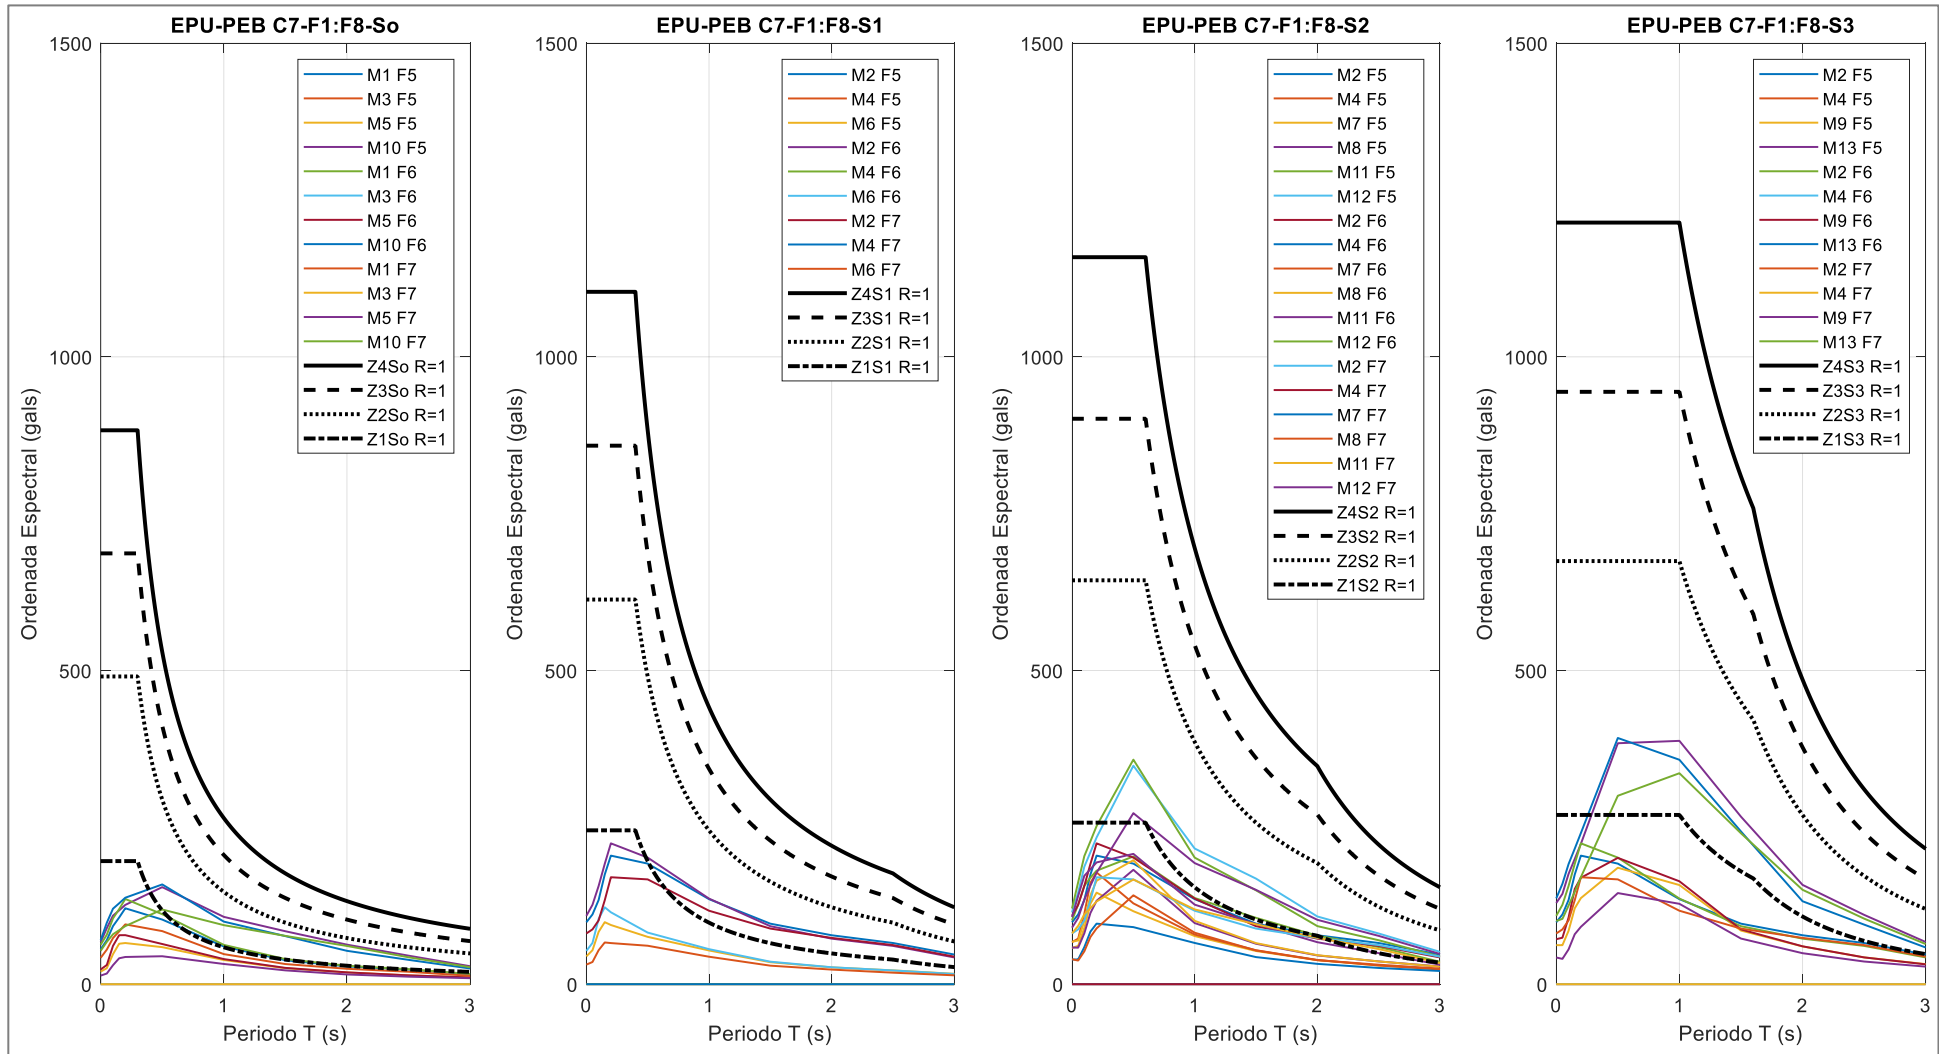 EPU-PEB C7-F1:F8-So
1500
1000
500
0
0
1
2
3
Ordenada Espectral (gals)
Periodo T (s)
M1 F5
M3 F5
M5 F5
M10 F5
M1 F6
M3 F6
M5 F6
M10 F6
M1 F7
M3 F7
M5 F7
M10 F7
Z4So R=1
Z3So R=1
Z2So R=1
Z1So R=1
EPU-PEB C7-F1:F8-S1
1500
1000
500
0
0
1
2
3
Ordenada Espectral (gals)
Periodo T (s)
M2 F5
M4 F5
M6 F5
M2 F6
M4 F6
M6 F6
M2 F7
M4 F7
M6 F7
Z4S1 R=1
Z3S1 R=1
Z2S1 R=1
Z1S1 R=1
EPU-PEB C7-F1:F8-S2
1500
1000
500
0
0
1
2
3
Ordenada Espectral (gals)
Periodo T (s)
M2 F5
M4 F5
M7 F5
M8 F5
M11 F5
M12 F5
M2 F6
M4 F6
M7 F6
M8 F6
M11 F6
M12 F6
M2 F7
M4 F7
M7 F7
M8 F7
M11 F7
M12 F7
Z4S2 R=1
Z3S2 R=1
Z2S2 R=1
Z1S2 R=1
EPU-PEB C7-F1:F8-S3
1500
1000
500
0
0
1
2
3
Ordenada Espectral (gals)
Periodo T (s)
M2 F5
M4 F5
M9 F5
M13 F5
M2 F6
M4 F6
M9 F6
M13 F6
M2 F7
M4 F7
M9 F7
M13 F7
Z4S3 R=1
Z3S3 R=1
Z2S3 R=1
Z1S3 R=1